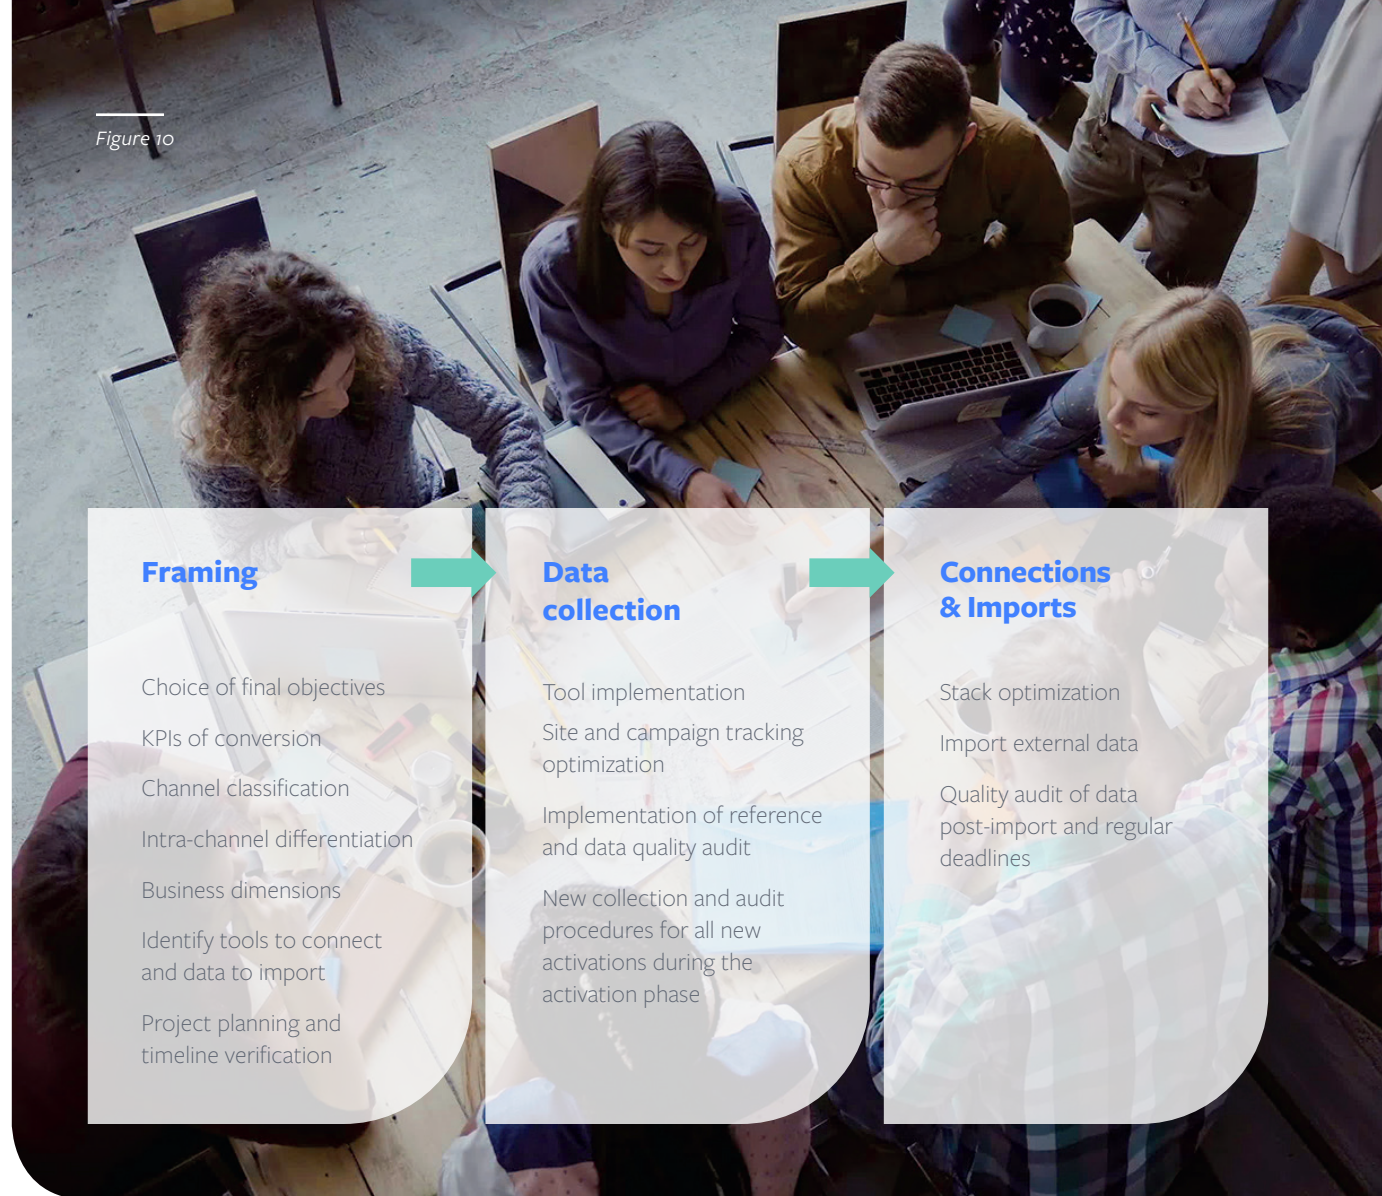 Figure 10
Framing
Choice of final objectives
KPIs of conversion
Channel classification
Intra-channel differentiation
Business dimensions
Identify tools to connect
and data to import
Project planning and
timeline verification
Data
collection
Tool implementation
Site and campaign tracking
optimization
Implementation of reference
and data quality audit
New collection and audit
procedures for all new
activations during the
activation phase
Connections
& Imports
Stack optimization
Import external data
Quality audit of data
post-import and regular
deadlines